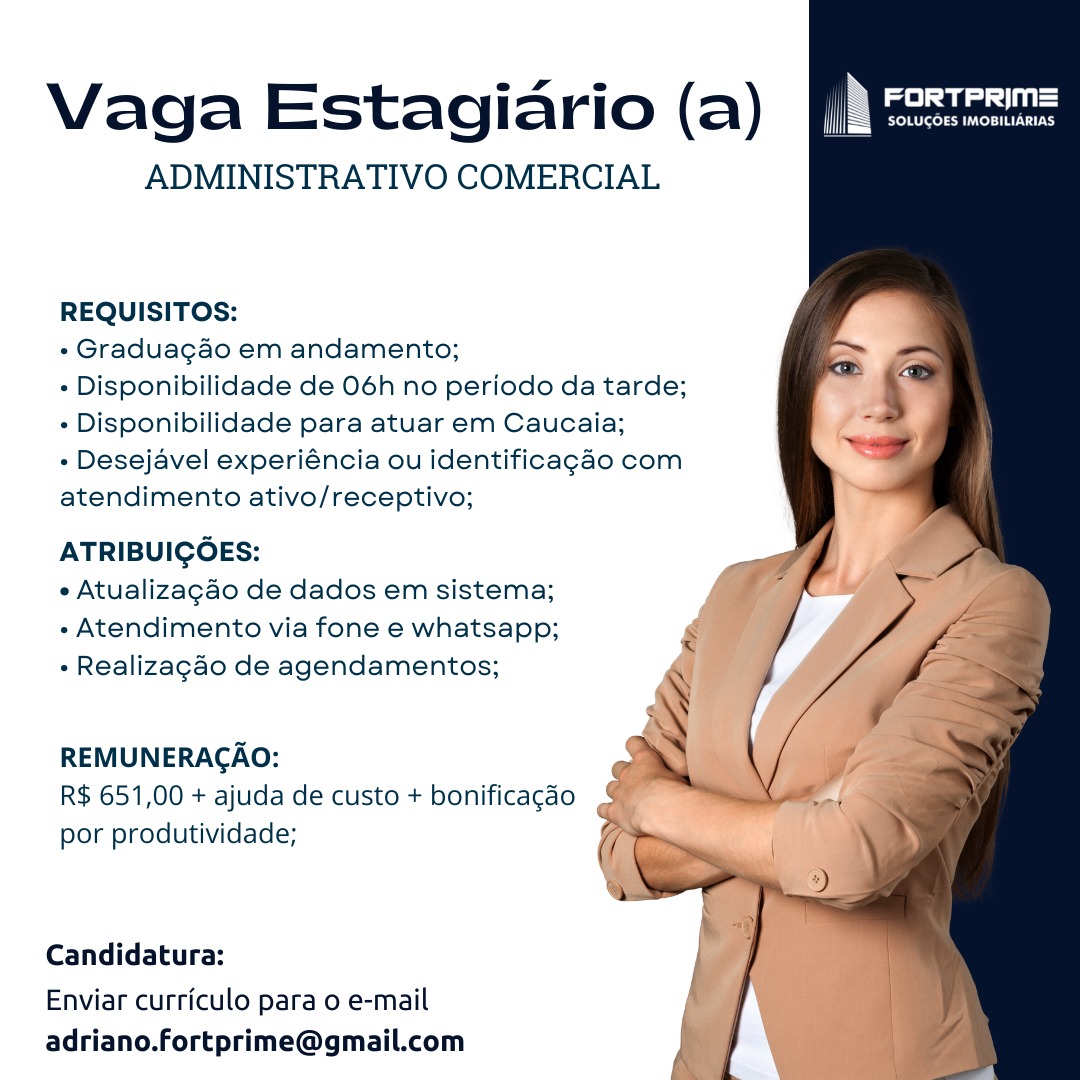 Vaga Estagiário (a)
ADMINISTRATIVO COMERCIAL
FORTPRIME
SOLUÇÕES IMOBILIÁRIAS
REQUISITOS:
• Graduação em andamento;
• Disponibilidade de 06h no período da tarde;
• Disponibilidade para atuar em Caucaia;
• Desejável experiência ou identificação com
atendimento ativo/receptivo;
ATRIBUIÇÕES:
• Atualização de dados em sistema;
• Atendimento via fone e whatsapp;
• Realização de agendamentos;
REMUNERAÇÃO:
R$ 651,00 + ajuda de custo + bonificação
por produtividade;
Candidatura:
Enviar currículo para o e-mail
adriano.fortprime@gmail.com